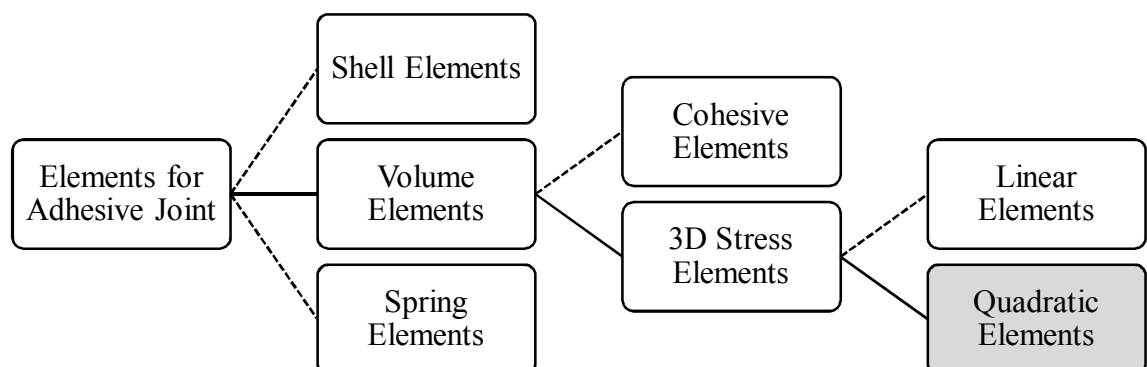 Elements for
Adhesive Joint
Shell Elements
Volume
Elements
Spring
Elements
Cohesive
Elements
3D Stress
Elements
Linear
Elements
Quadratic
Elements